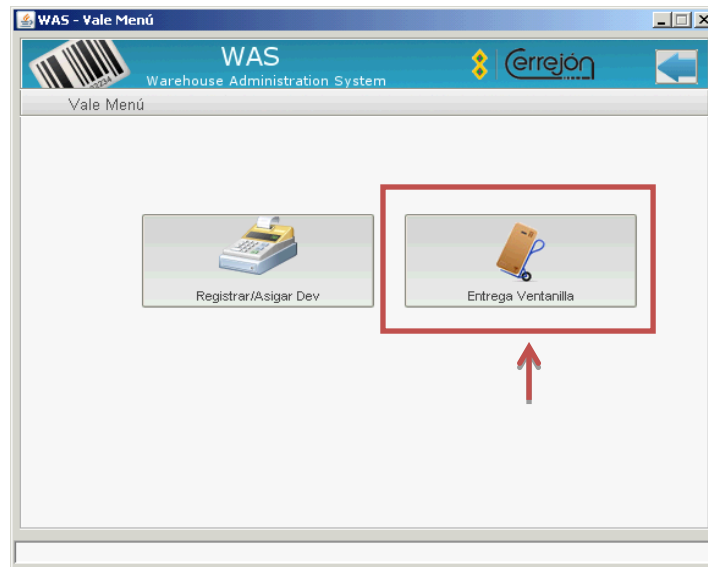 WAS - Vale Menú
WAS
Warehouse Administration System
Cerrejón
Vale Menú
Registrar/Asigar Dev
Entrega Ventanilla